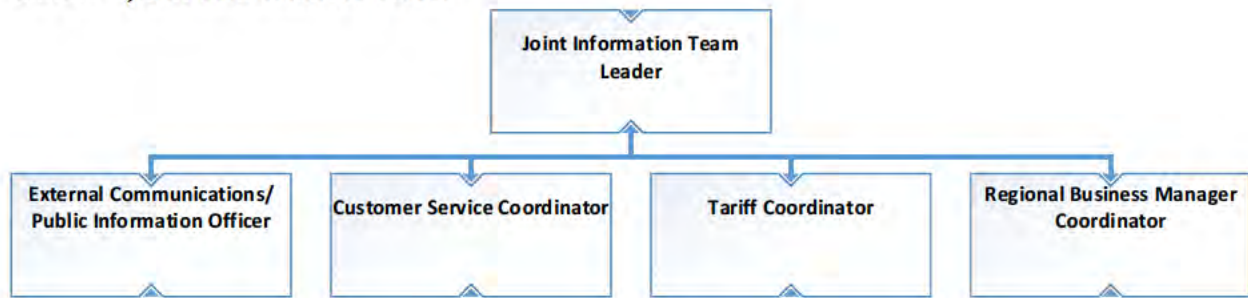 Joint Information Team
Leader
External Communications/
Public Information Officer
Customer Service Coordinator
Tariff Coordinator
Regional Business Manager
Coordinator